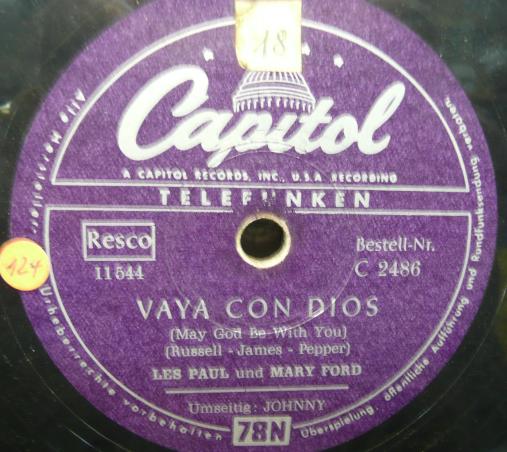 18
Capitol
A CAPITOL RECORDS, INC., U.S.A. RECORDING
TELEFUNKEN
Resco
11544
Bestell-Nr.
C 2486
124
VAYA CON DIOS
(May God Be With You)
(Russell - James - Pepper)
LES PAUL und MARY FORD
Umseitig: JOHNNY
78N
Alle Hersteller-
Urheberrechte vorbehalten
Überspielung, öffentliche Aufführung und Rundfunksendung verboten.